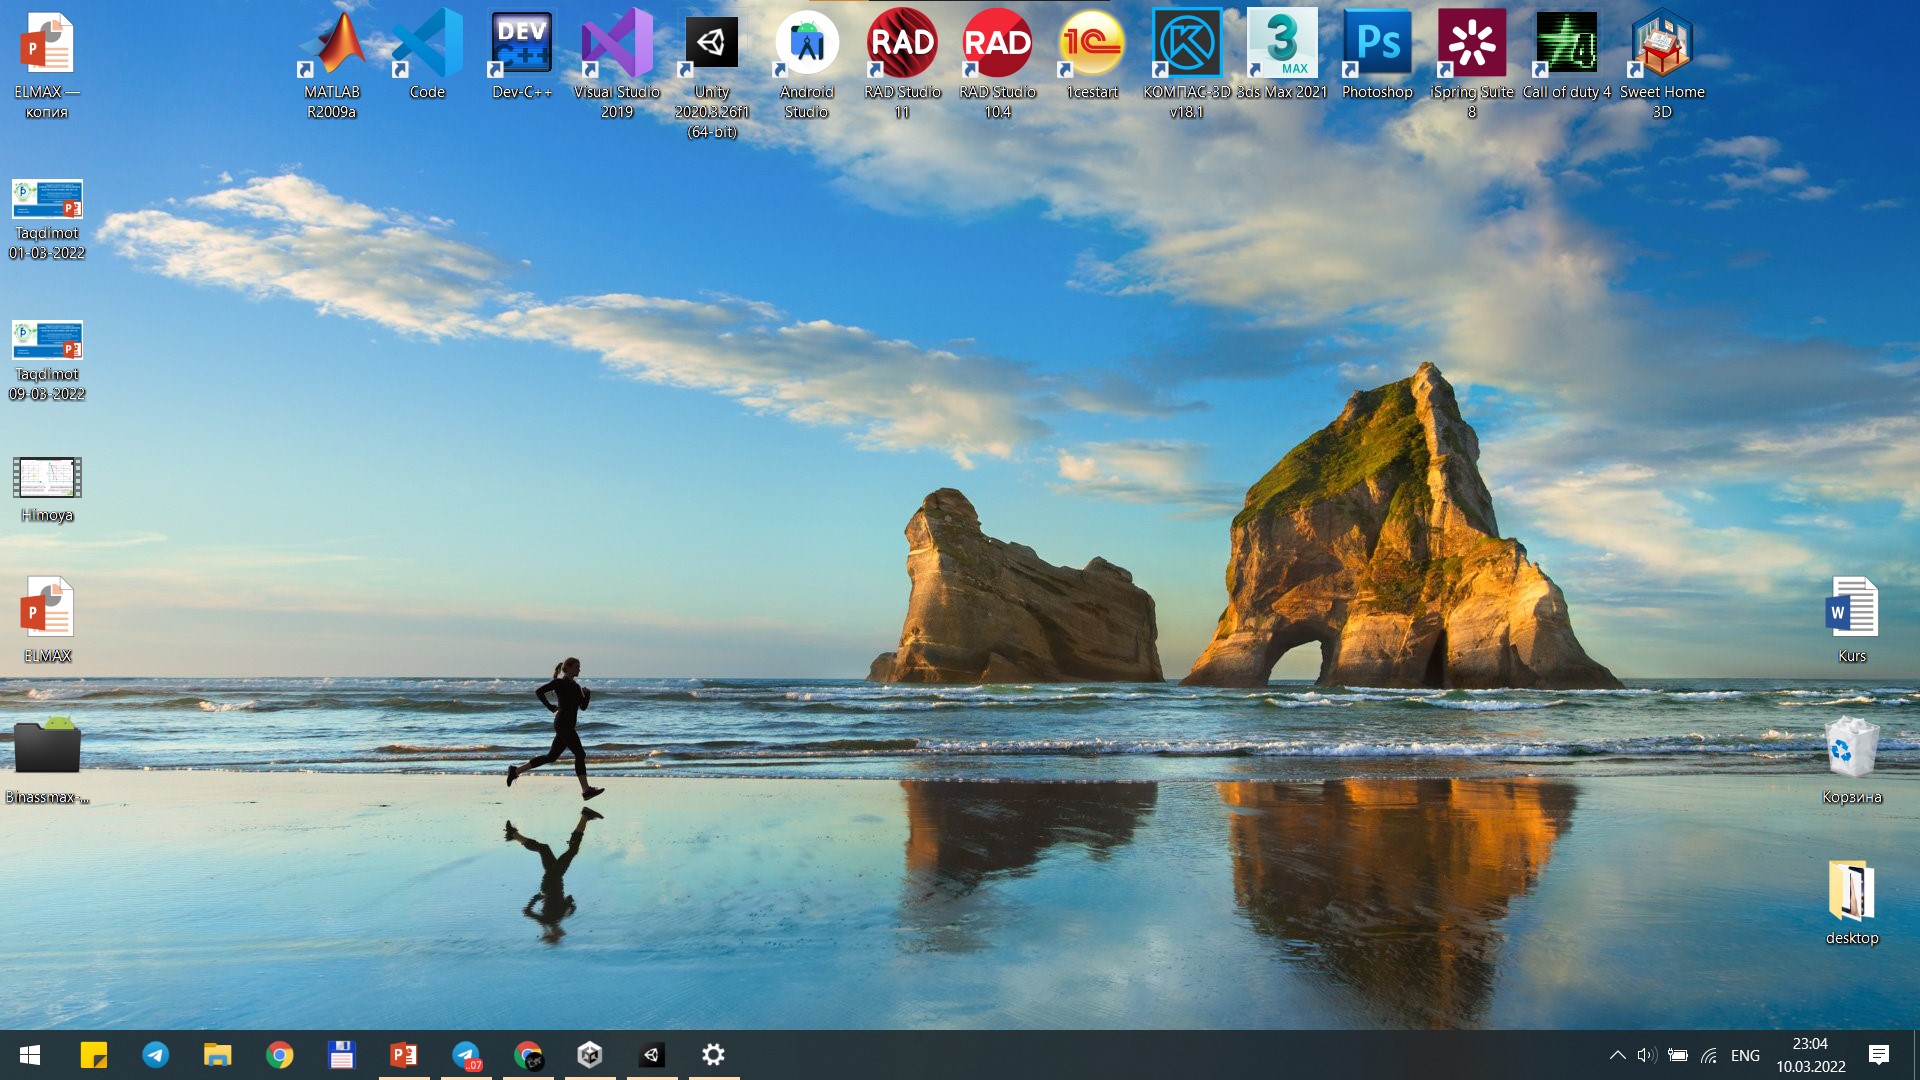 ELMAX —
копия
MATLAB
R2009a
Code
DEV
C++
Dev-C++
Visual Studio
2019
Unity
2020.3.26f1
(64-bit)
Android
Studio
RAD
RAD Studio
11
RAD
RAD Studio
10.4
1C
1cestart
КОМПАС-3D
v18.1
3
MAX
3ds Max 2021
Ps
Photoshop
iSpring Suite
8
4
Call of duty 4
Sweet Home
3D
Taqdimot
01-03-2022
Taqdimot
09-03-2022
Himoya
ELMAX
Binassmax-...
W
Kurs
Корзина
desktop
..07
ENG
23:04
10.03.2022